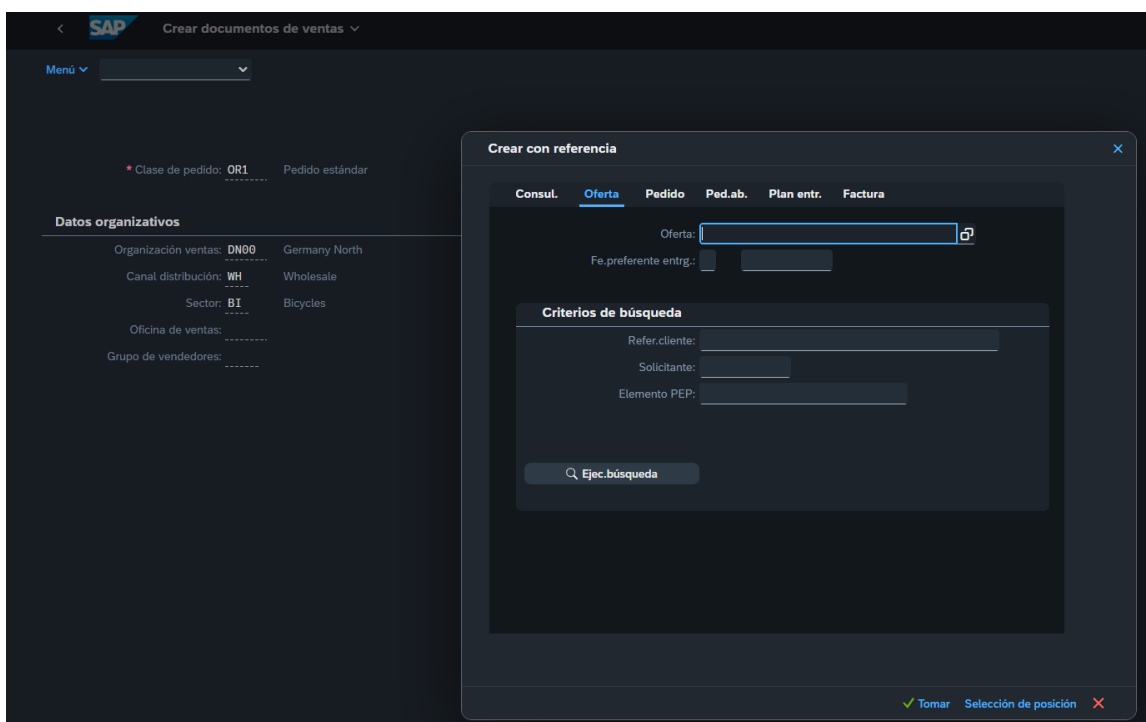 SAP Crear documentos de ventas
Menú
Crear con referencia
* Clase de pedido: OR1 Pedido estándar
Consul. Oferta Pedido Ped.ab. Plan entr. Factura
Datos organizativos
Oferta:
Organización ventas: DN00 Germany North
Fe.preferente entrg.:
Canal distribución: WH Wholesale
Sector: BI Bicycles
Criterios de búsqueda
Oficina de ventas:
Refer.cliente:
Grupo de vendedores:
Solicitante:
Elemento PEP:
Ejec.búsqueda
Tomar Selección de posición